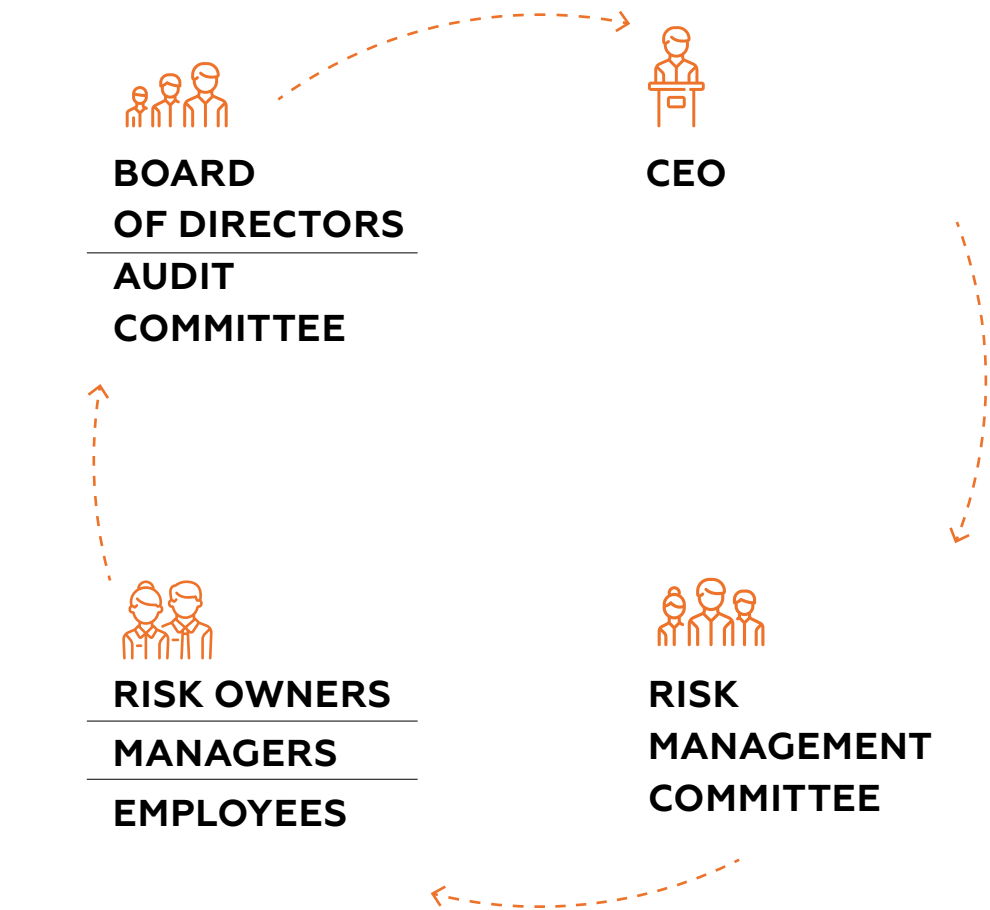 BOARD
OF DIRECTORS
AUDIT
COMMITTEE
CEO
RISK OWNERS
MANAGERS
EMPLOYEES
RISK
MANAGEMENT
COMMITTEE